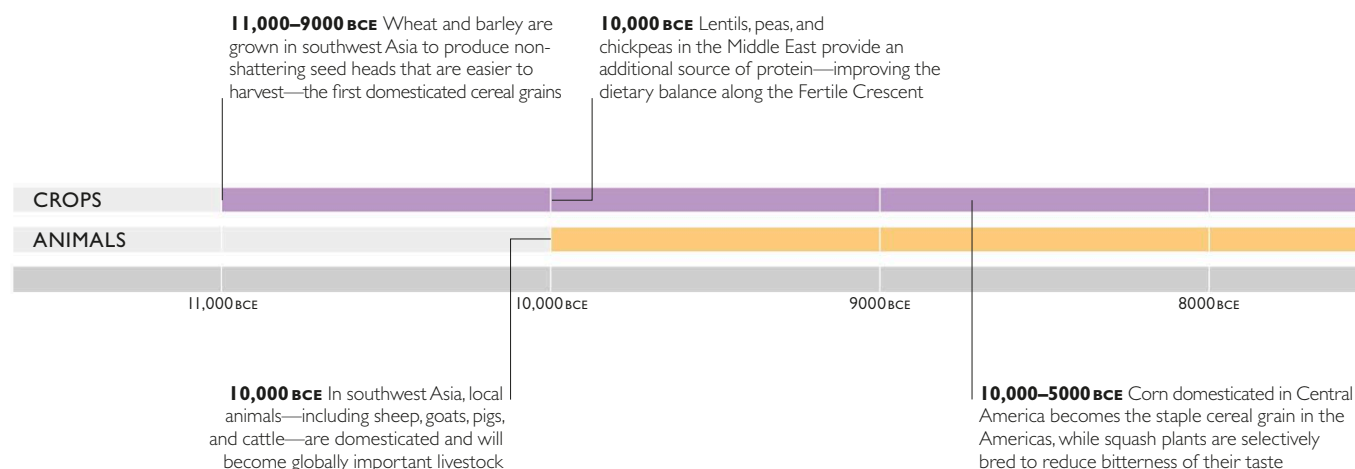 11,000–9000 BCE Wheat and barley are
grown in southwest Asia to produce non-
shattering seed heads that are easier to
harvest—the first domesticated cereal grains
10,000 BCE Lentils, peas, and
chickpeas in the Middle East provide an
additional source of protein—improving the
dietary balance along the Fertile Crescent
CROPS
ANIMALS
11,000 BCE
10,000 BCE
9000 BCE
8000 BCE
10,000 BCE In southwest Asia, local
animals—including sheep, goats, pigs,
and cattle—are domesticated and will
become globally important livestock
10,000–5000 BCE Corn domesticated in Central
America becomes the staple cereal grain in the
Americas, while squash plants are selectively
bred to reduce bitterness of their taste